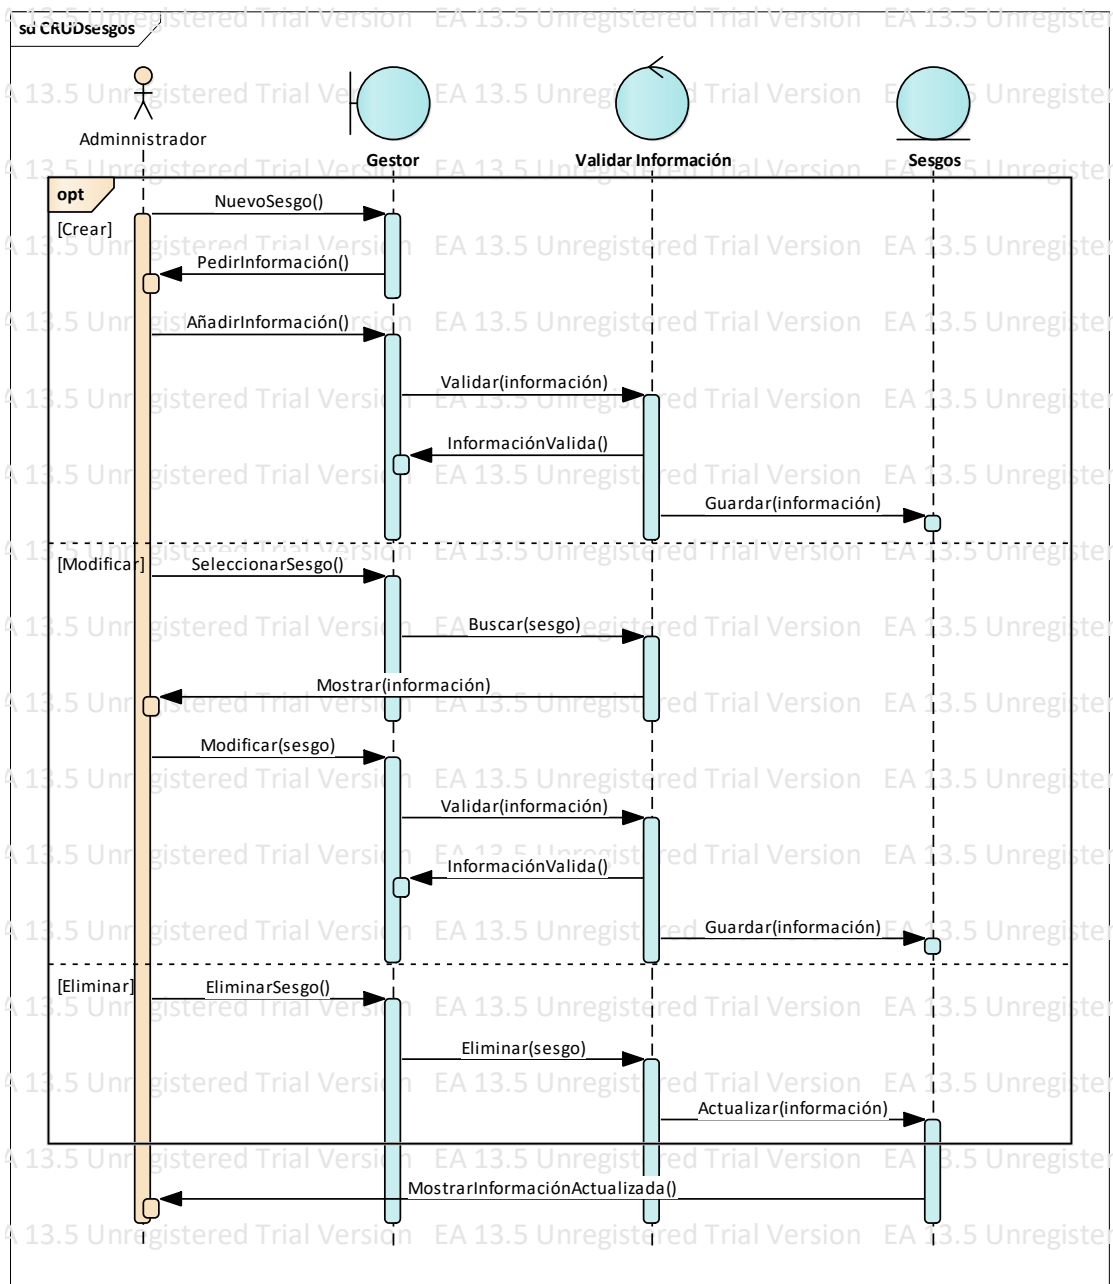 sd CRUDsesgos
Adminnistrador
Gestor
Validar Información
Sesgos
opt
[Crear]
NuevoSesgo()
PedirInformación()
AñadirInformación()
Validar(información)
InformaciónValida()
Guardar(información)
[Modificar]
SeleccionarSesgo()
Buscar(sesgo)
Mostrar(información)
Modificar(sesgo)
Validar(información)
InformaciónValida()
Guardar(información)
[Eliminar]
EliminarSesgo()
Eliminar(sesgo)
Actualizar(información)
MostrarInformaciónActualizada()
EA 13.5 Unregistered Trial Version